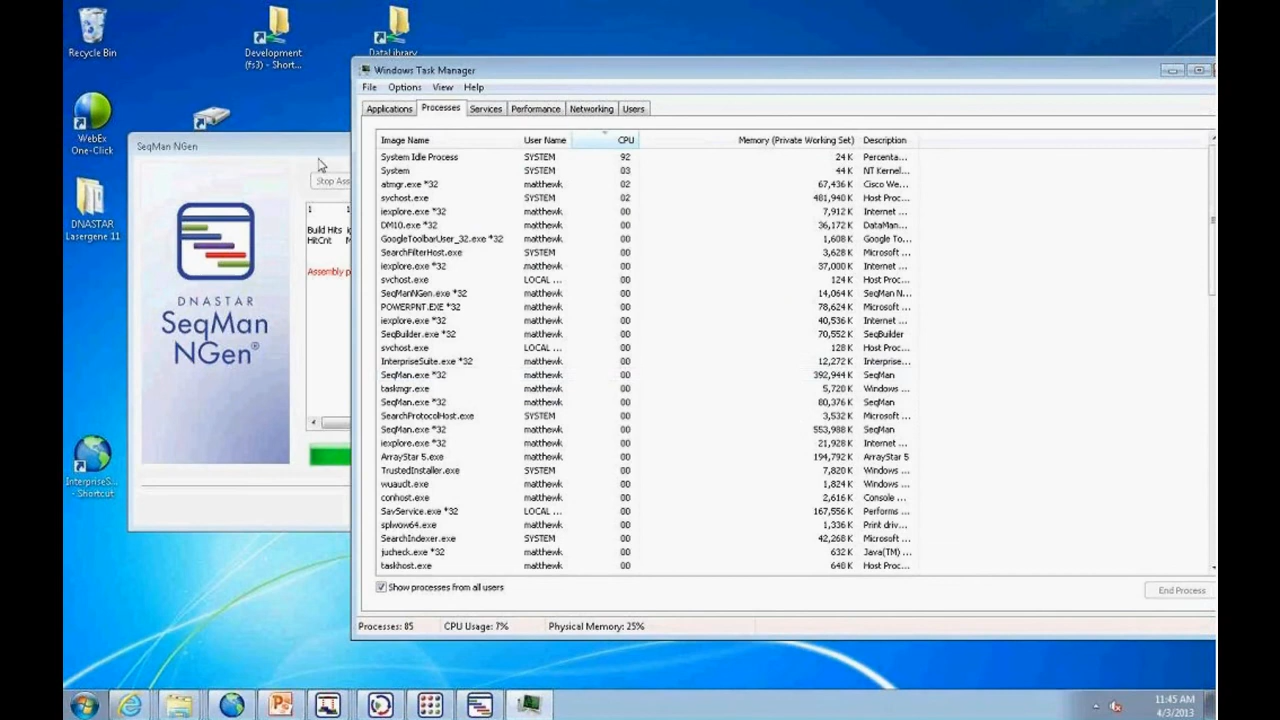 Recycle Bin
Development (fs3) - Short...
DataLibrary
WebEx One-Click
DNASTAR Lasergene 11
InterpriseS... - Shortcut
SeqMan NGen
Stop Ass
1 1
Build Hits
HitCnt
Assembly p
DNASTAR
SeqMan
NGen®
Windows Task Manager
File Options View Help
Applications Processes Services Performance Networking Users
Image Name User Name CPU Memory (Private Working Set) Description
System Idle Process SYSTEM 92 24 K Percenta...
System SYSTEM 03 44 K NT Kernel...
atmgr.exe *32 matthewk 02 67,436 K Cisco We...
svchost.exe SYSTEM 02 481,940 K Host Proc...
iexplore.exe *32 matthewk 00 7,912 K Internet ...
DM10.exe *32 matthewk 00 36,172 K DataMan...
GoogleToolbarUser_32.exe *32 matthewk 00 1,608 K Google To...
SearchFilterHost.exe SYSTEM 00 3,628 K Microsoft ...
iexplore.exe *32 matthewk 00 37,000 K Internet ...
svchost.exe LOCAL ... 00 124 K Host Proc...
SeqManNGen.exe *32 matthewk 00 14,064 K SeqMan N...
POWERPNT.EXE *32 matthewk 00 78,624 K Microsoft ...
iexplore.exe *32 matthewk 00 40,536 K Internet ...
SeqBuilder.exe *32 matthewk 00 70,552 K SeqBuilder
svchost.exe LOCAL ... 00 128 K Host Proc...
InterpriseSuite.exe *32 matthewk 00 12,272 K Interprise...
SeqMan.exe *32 matthewk 00 392,944 K SeqMan
taskmgr.exe matthewk 00 5,720 K Windows ...
SeqMan.exe *32 matthewk 00 80,376 K SeqMan
SearchProtocolHost.exe SYSTEM 00 3,532 K Microsoft ...
SeqMan.exe *32 matthewk 00 553,988 K SeqMan
iexplore.exe *32 matthewk 00 21,928 K Internet ...
ArrayStar 5.exe matthewk 00 194,792 K ArrayStar 5
TrustedInstaller.exe SYSTEM 00 7,820 K Windows ...
wuaudt.exe matthewk 00 1,824 K Windows ...
conhost.exe matthewk 00 2,616 K Console ...
SavService.exe *32 LOCAL ... 00 167,556 K Performs ...
splwow64.exe matthewk 00 1,336 K Print driv...
SearchIndexer.exe SYSTEM 00 42,268 K Microsoft ...
jucheck.exe *32 matthewk 00 632 K Java(TM) ...
taskhost.exe matthewk 00 648 K Host Proc...
Show processes from all users
End Process
Processes: 85 CPU Usage: 7% Physical Memory: 25%
11:45 AM
4/3/2013